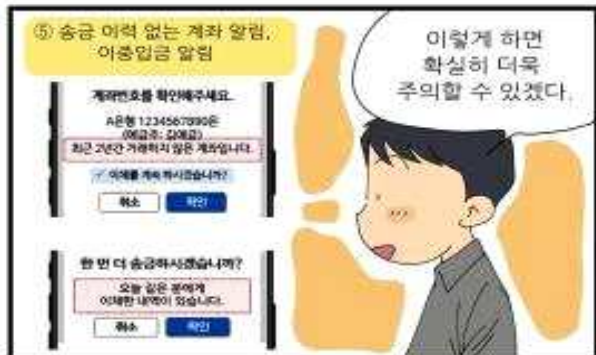 ⑤ 송금 이력 없는 계좌 알림,
이중입금 알림
이렇게 하면
확실히 더욱
주의할 수 있겠다.
계좌번호를 확인해주세요.
A은행 1234567890은
(예금주: 김예금)
최근 2년간 거래하지 않은 계좌입니다.
✓ 이체를 계속 하시겠습니까?
취소 확인
한 번 더 송금하시겠습니까?
오늘 같은 분에게
이체한 내역이 있습니다.
취소 확인